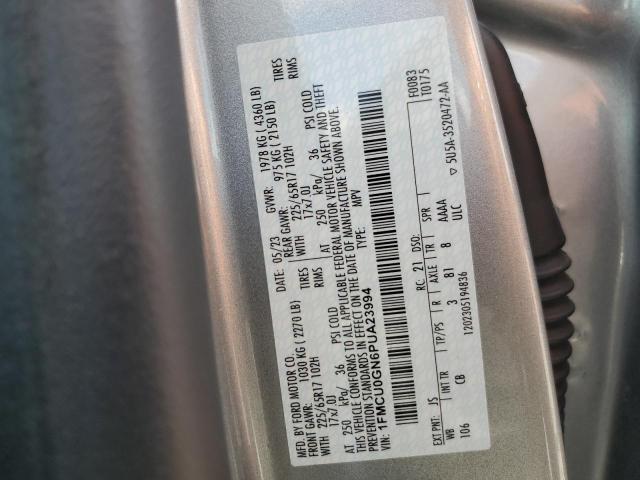 MFD. BY FORD MOTOR CO.
DATE: 05/23 GVWR: 1978 KG ( 4360 LB)
FRONT GAWR: 1030 KG ( 2270 LB) REAR GAWR: 975 KG ( 2150 LB)
WITH 225/65R17 102H TIRES WITH 225/65R17 102H TIRES
17x7.0J RIMS 17x7.0J RIMS
AT 250 kPa/ 36 PSI COLD AT 250 kPa/ 36 PSI COLD
THIS VEHICLE CONFORMS TO ALL APPLICABLE FEDERAL MOTOR VEHICLE SAFETY AND THEFT
PREVENTION STANDARDS IN EFFECT ON THE DATE OF MANUFACTURE SHOWN ABOVE.
VIN: 1FMCU0GN6PUA23994 TYPE: MPV
F0083
T0175
EXT PNT: JS RC: 21 DSO:
WB INT TR TP/PS R AXLE TR SPR
106 CB 3 81 8 AAAA
ULC
1202305194836 ▽ 5U5A-3520472-AA